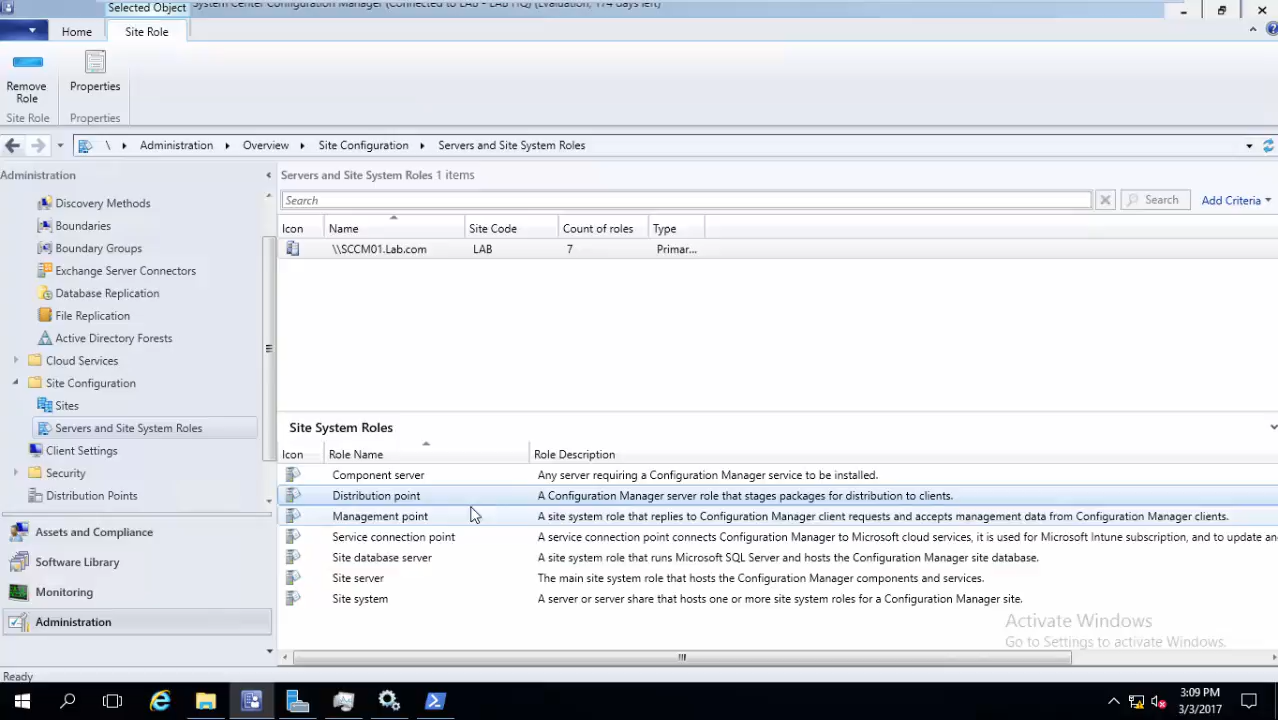 Selected Object System Center Configuration Manager (Connected to LAB - LAB HQ) (Evaluation, 174 days left)
Home Site Role
Remove Role
Properties
Site Role Properties
\ Administration Overview Site Configuration Servers and Site System Roles
Administration
Servers and Site System Roles 1 items
Search Search Add Criteria
Icon Name Site Code Count of roles Type
\\SCCM01.Lab.com LAB 7 Primar...
Discovery Methods
Boundaries
Boundary Groups
Exchange Server Connectors
Database Replication
File Replication
Active Directory Forests
Cloud Services
Site Configuration
Sites
Servers and Site System Roles
Client Settings
Security
Distribution Points
Assets and Compliance
Software Library
Monitoring
Administration
Site System Roles
Icon Role Name Role Description
Component server Any server requiring a Configuration Manager service to be installed.
Distribution point A Configuration Manager server role that stages packages for distribution to clients.
Management point A site system role that replies to Configuration Manager client requests and accepts management data from Configuration Manager clients.
Service connection point A service connection point connects Configuration Manager to Microsoft cloud services, it is used for Microsoft Intune subscription, and to update and
Site database server A site system role that runs Microsoft SQL Server and hosts the Configuration Manager site database.
Site server The main site system role that hosts the Configuration Manager components and services.
Site system A server or server share that hosts one or more site system roles for a Configuration Manager site.
Activate Windows
Go to Settings to activate Windows.
Ready
3:09 PM
3/3/2017